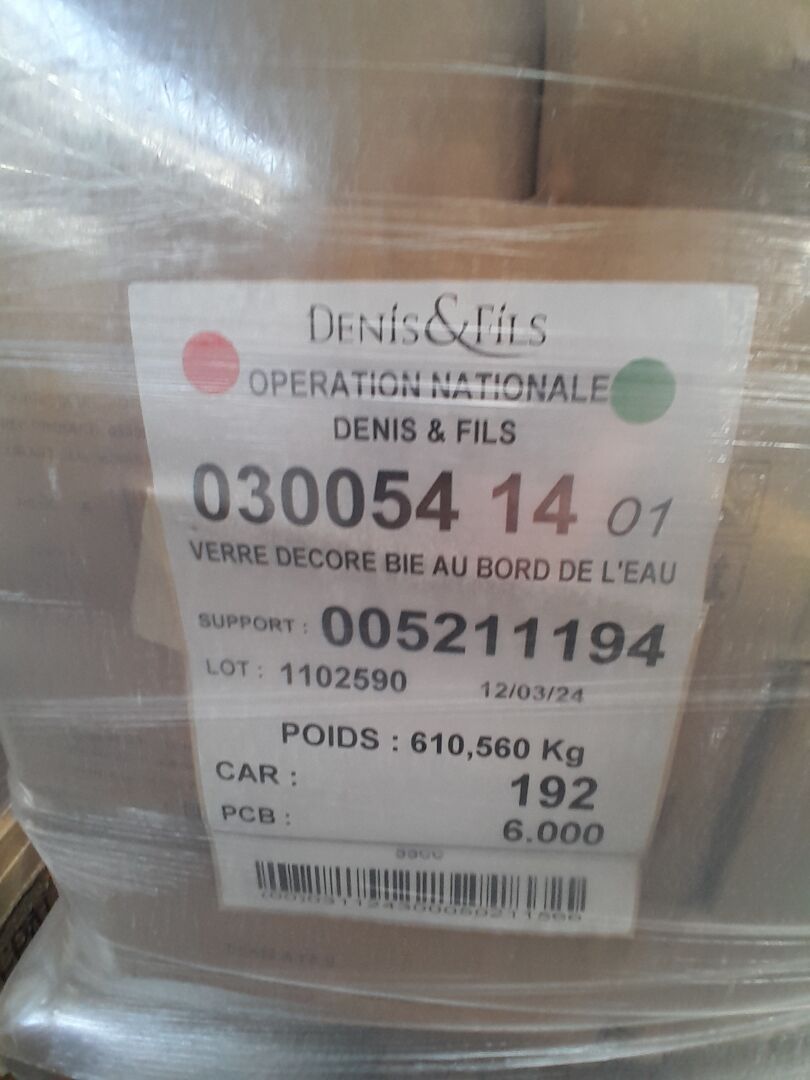 DENIS&FILS
OPERATION NATIONALE
DENIS & FILS
030054 14 01
VERRE DECORE BIE AU BORD DE L'EAU
SUPPORT : 005211194
LOT : 1102590 12/03/24
POIDS : 610,560 Kg
CAR : 192
PCB : 6.000